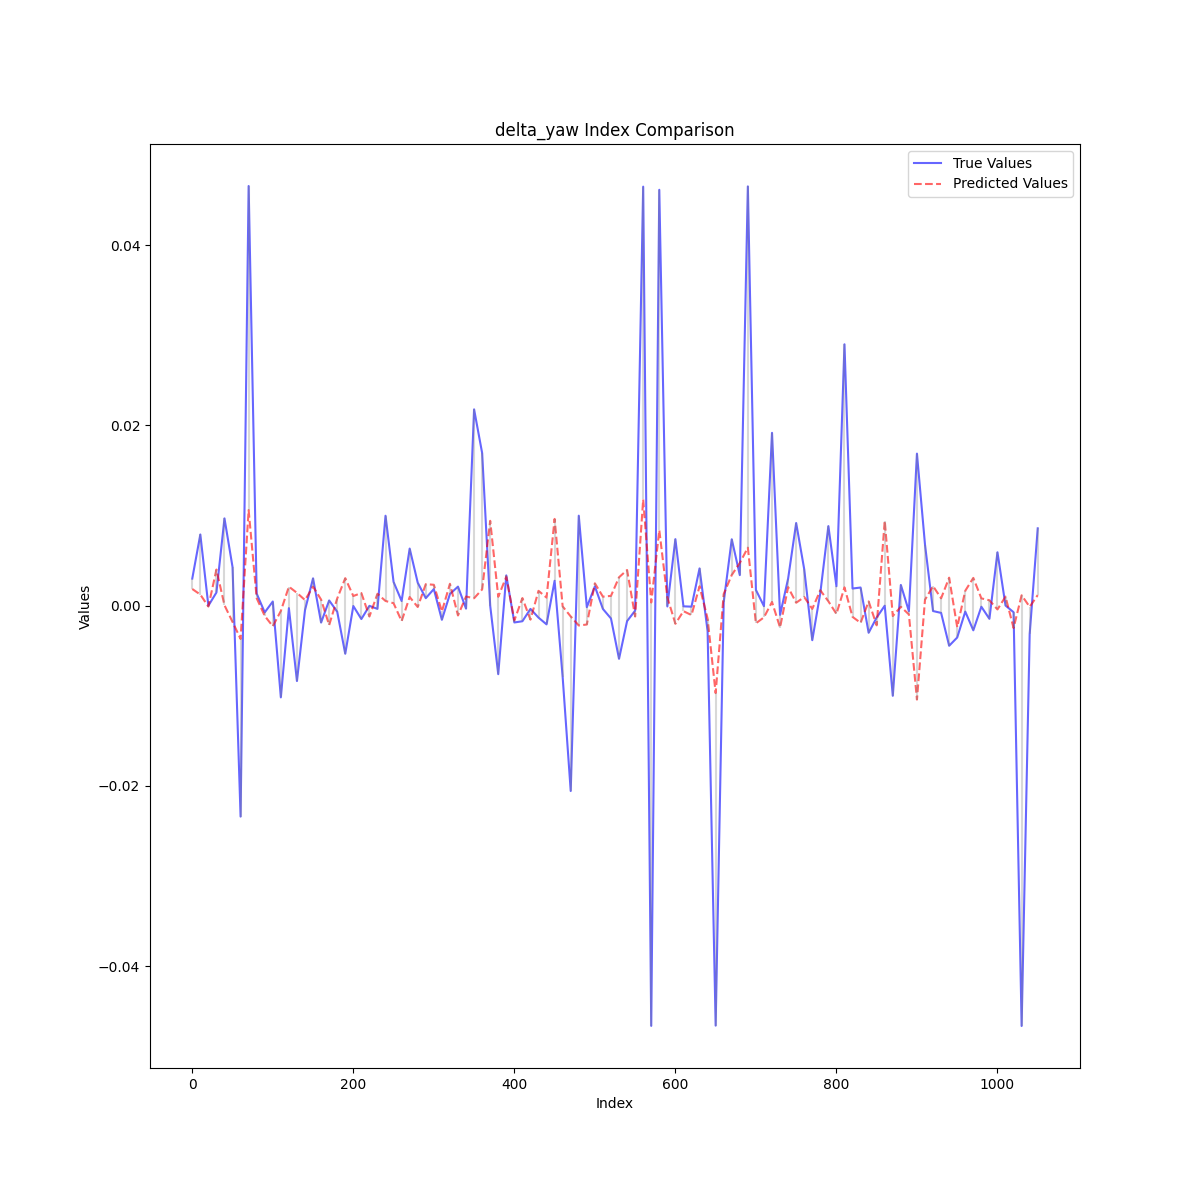 delta_yaw Index Comparison
True Values
Predicted Values
0.04
0.02
0.00
−0.02
−0.04
Values
0 200 400 600 800 1000
Index